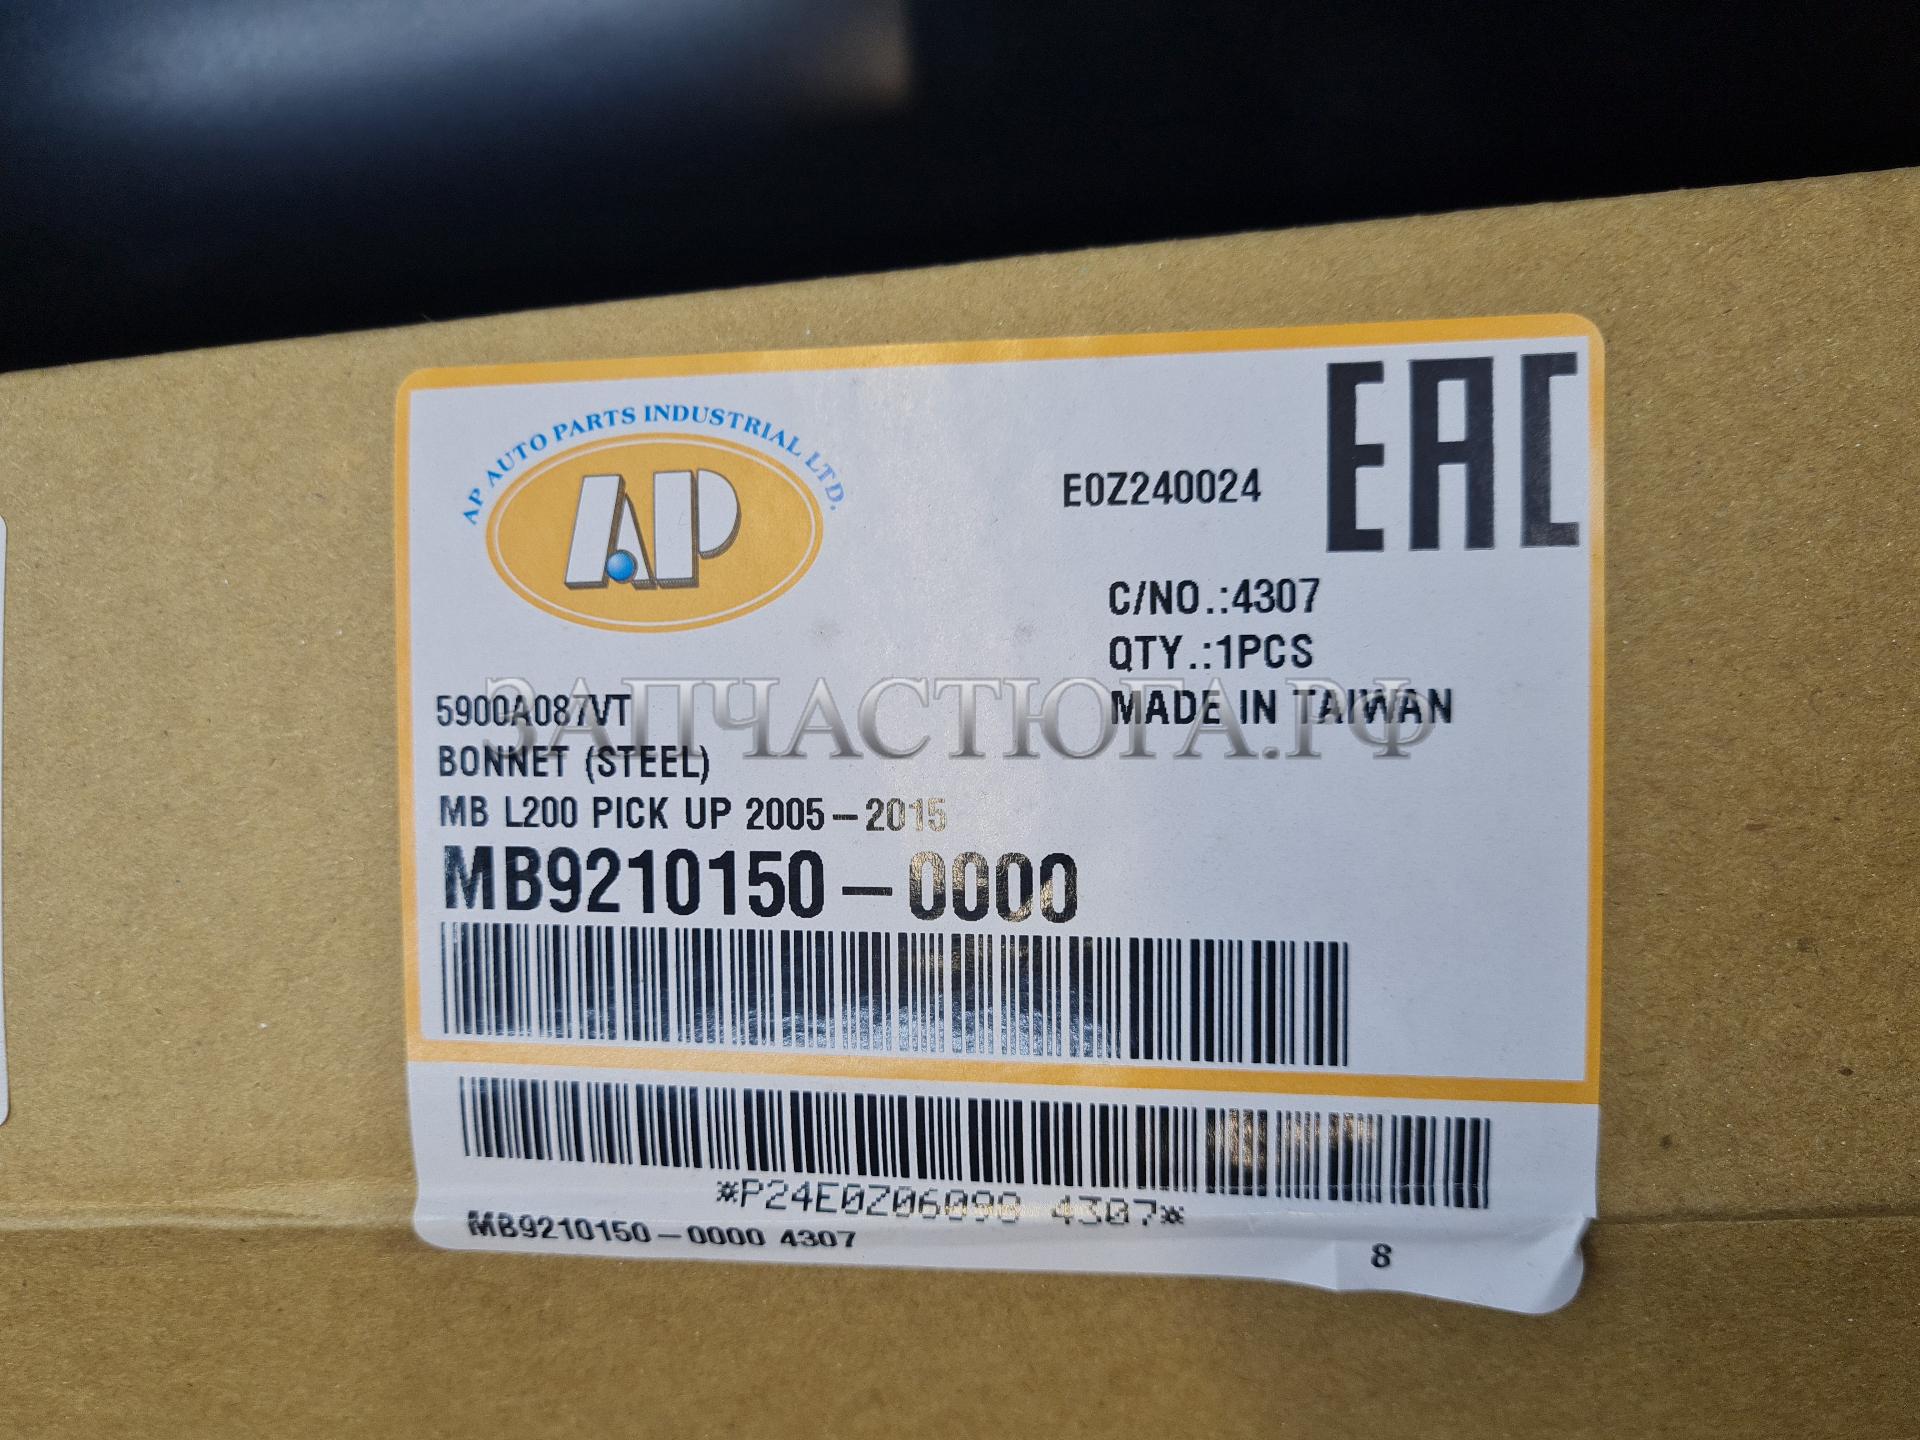 AP AUTO PARTS INDUSTRIAL LTD.
AP
EAC
E0Z240024
C/NO.:4307
QTY.:1PCS
MADE IN TAIWAN
ЗАПЧАСТЮГА.РФ
5900A087VT
BONNET (STEEL)
MB L200 PICK UP 2005-2015
MB9210150-0000
*P24E0Z06098 4307*
MB9210150-0000 4307
8